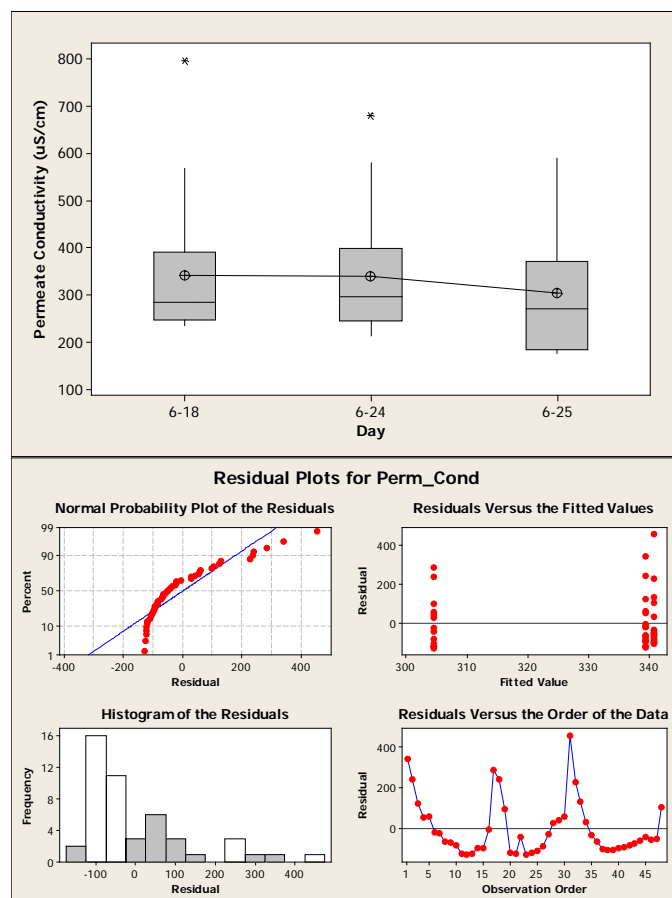 800
700
600
500
400
300
200
100
Permeate Conductivity (uS/cm)
6-18 6-24 6-25
Day
Residual Plots for Perm_Cond
Normal Probability Plot of the Residuals
99
90
50
10
1
Percent
-400 -200 0 200 400
Residual
Residuals Versus the Fitted Values
400
200
0
Residual
300 310 320 330 340
Fitted Value
Histogram of the Residuals
16
12
8
4
0
Frequency
-100 0 100 200 300 400
Residual
Residuals Versus the Order of the Data
400
200
0
Residual
1 5 10 15 20 25 30 35 40 45
Observation Order